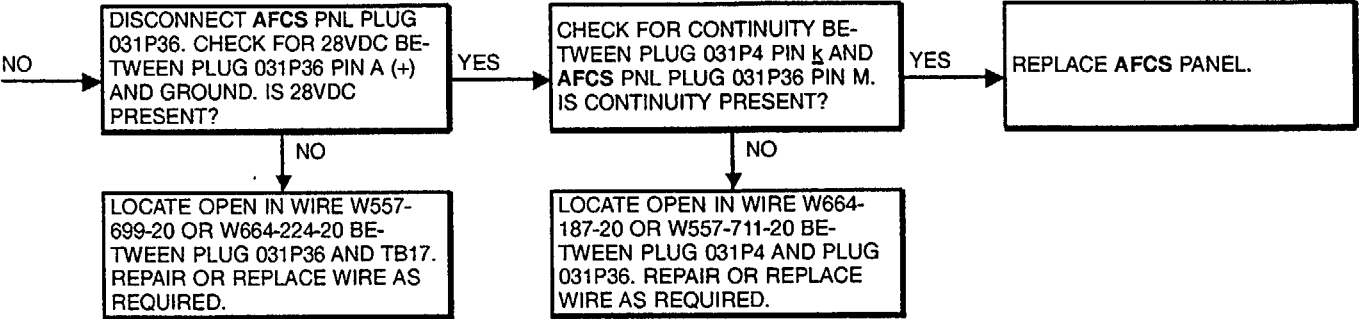 NO
DISCONNECT AFCS PNL PLUG
031P36. CHECK FOR 28VDC BE-
TWEEN PLUG 031P36 PIN A (+)
AND GROUND. IS 28VDC
PRESENT?
YES
CHECK FOR CONTINUITY BE-
TWEEN PLUG 031P4 PIN k AND
AFCS PNL PLUG 031P36 PIN M.
IS CONTINUITY PRESENT?
YES
REPLACE AFCS PANEL.
NO
LOCATE OPEN IN WIRE W557-
699-20 OR W664-224-20 BE-
TWEEN PLUG 031P36 AND TB17.
REPAIR OR REPLACE WIRE AS
REQUIRED.
NO
LOCATE OPEN IN WIRE W664-
187-20 OR W557-711-20 BE-
TWEEN PLUG 031P4 AND PLUG
031P36. REPAIR OR REPLACE
WIRE AS REQUIRED.